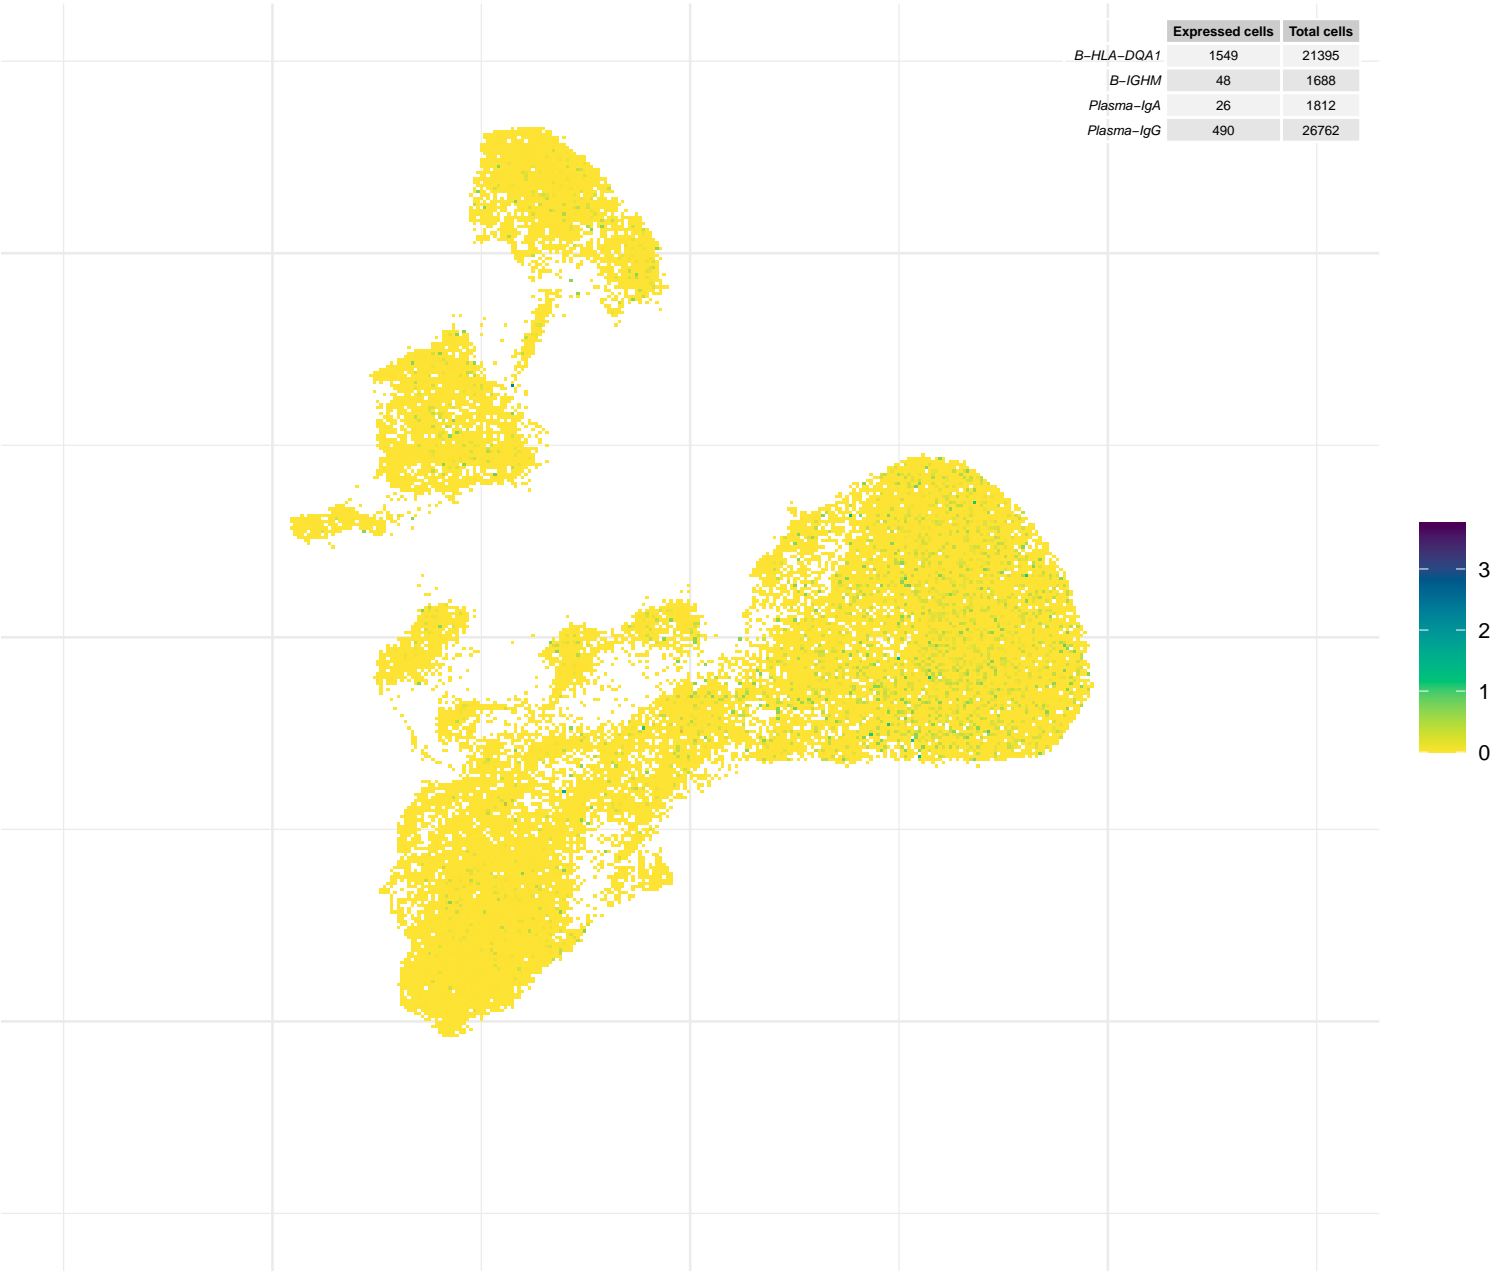 Expressed cells Total cells
B−HLA−DQA1 1549 21395
B−IGHM 48 1688
Plasma−IgA 26 1812
Plasma−IgG 490 26762
3
2
1
0